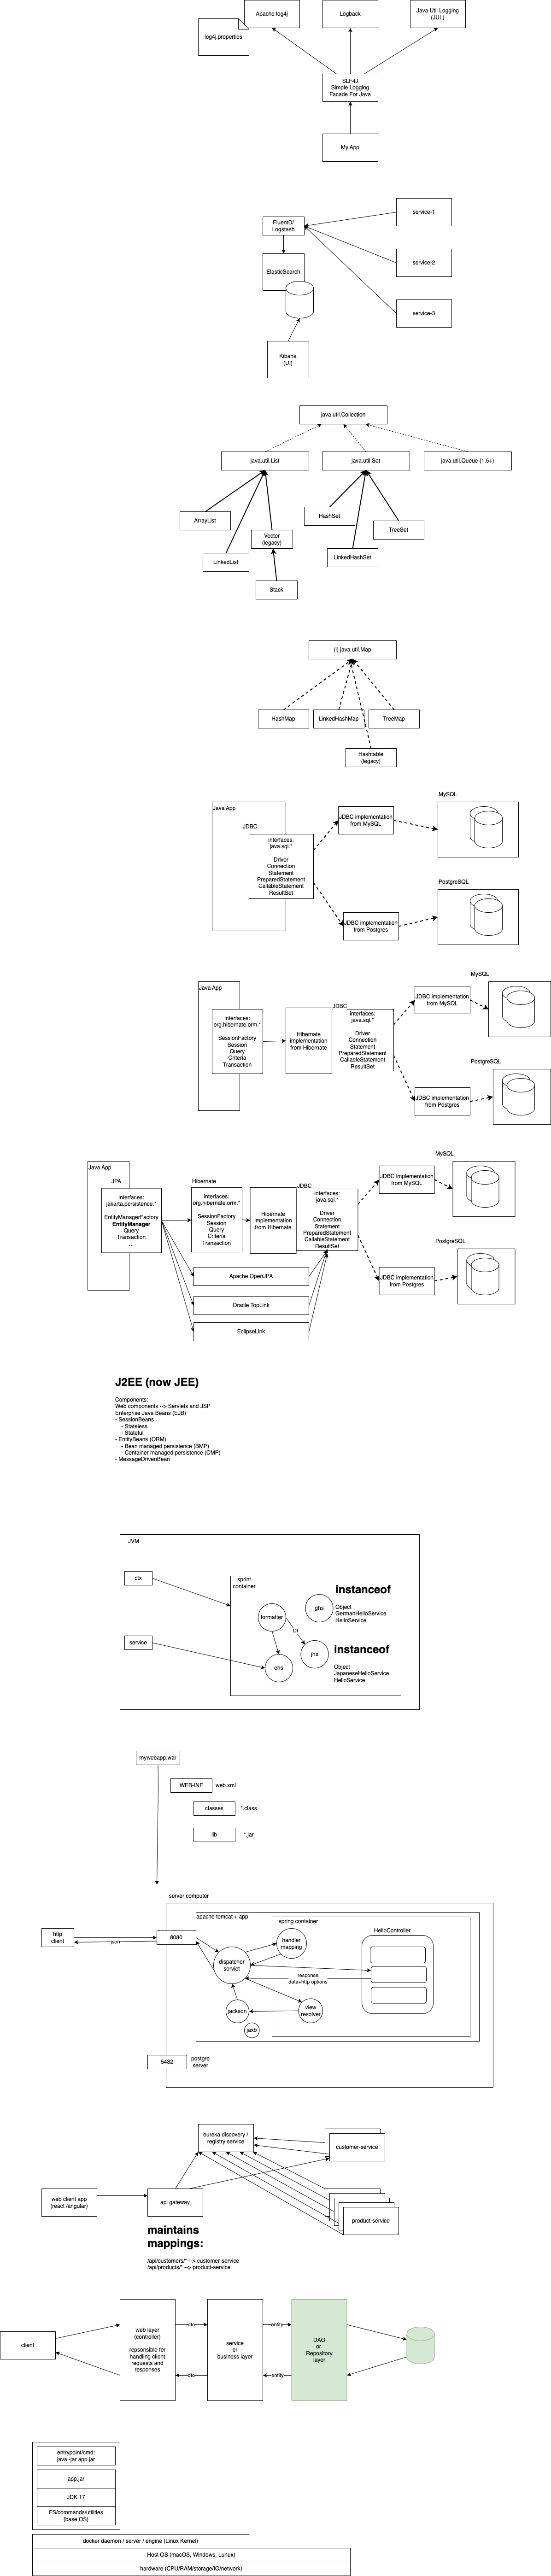 Apache log4j
Logback
Java Util Logging
(JUL)
log4j.properties
SLF4J
Simple Logging
Facade For Java
My App
service-1
FluentD/
Logstash
service-2
ElasticSearch
service-3
Kibana
(UI)
java.util.Collection
java.util.List
java.util.Set
java.util.Queue (1.5+)
ArrayList
HashSet
TreeSet
Vector
(legacy)
LinkedList
LinkedHashSet
Stack
(i) java.util.Map
HashMap
LinkedHashMap
TreeMap
Hashtable
(legacy)
MySQL
Java App
JDBC implementation
from MySQL
JDBC
interfaces:
java.sql.*
Driver
Connection
Statement
PreparedStatement
CallableStatement
ResultSet
PostgreSQL
JDBC implementation
from Postgres
MySQL
Java App
JDBC implementation
from MySQL
JDBC
interfaces:
org.hibernate.orm.*
SessionFactory
Session
Query
Criteria
Transaction
Hibernate
implementation
from Hibernate
interfaces:
java.sql.*
Driver
Connection
Statement
PreparedStatement
CallableStatement
ResultSet
PostgreSQL
JDBC implementation
from Postgres
MySQL
Java App
JPA
Hibernate
JDBC
JDBC implementation
from MySQL
interfaces:
jakarta.persistence.*
EntityManagerFactory
EntityManager
Query
Transaction
...
interfaces:
org.hibernate.orm.*
SessionFactory
Session
Query
Criteria
Transaction
Hibernate
implementation
from Hibernate
interfaces:
java.sql.*
Driver
Connection
Statement
PreparedStatement
CallableStatement
ResultSet
PostgreSQL
JDBC implementation
from Postgres
Apache OpenJPA
Oracle TopLink
EclipseLink
J2EE (now JEE)
Components:
Web components --> Servlets and JSP
Enterprise Java Beans (EJB)
- SessionBeans
- Stateless
- Stateful
- EntityBeans (ORM)
- Bean managed persistence (BMP)
- Container managed persistence (CMP)
- MessageDrivenBean
JVM
ctx
sprint
container
instanceof
ghs
Object
GermanHelloService
HelloService
formatter
DI
service
instanceof
jhs
ehs
Object
JapaneseHelloService
HelloService
mywebapp.war
WEB-INF
web.xml
classes
*.class
lib
*.jar
server computer
apache tomcat + app
spring container
http
client
json
8080
HelloController
handler
mapping
dispatcher
servlet
response
data+http options
jackson
view
resolver
jaxb
5432
postgre
server
eureka discovery /
registry service
customer-service
web client app
(react /angular)
api gateway
product-service
maintains
mappings:
/api/customers/* --> customer-service
/api/products/* --> product-service
client
web layer
(controller)
repsonsible for
handling client
requests and
responses
dto
dto
service
or
business layer
entity
entity
DAO
or
Repository
layer
entrypoint/cmd:
java -jar app.jar
app.jar
JDK 17
FS/commands/utilities
(base OS)
docker daemon / server / engine (Linux Kernel)
Host OS (macOS, Windows, Lunux)
hardware (CPU/RAM/storage/IO/network)